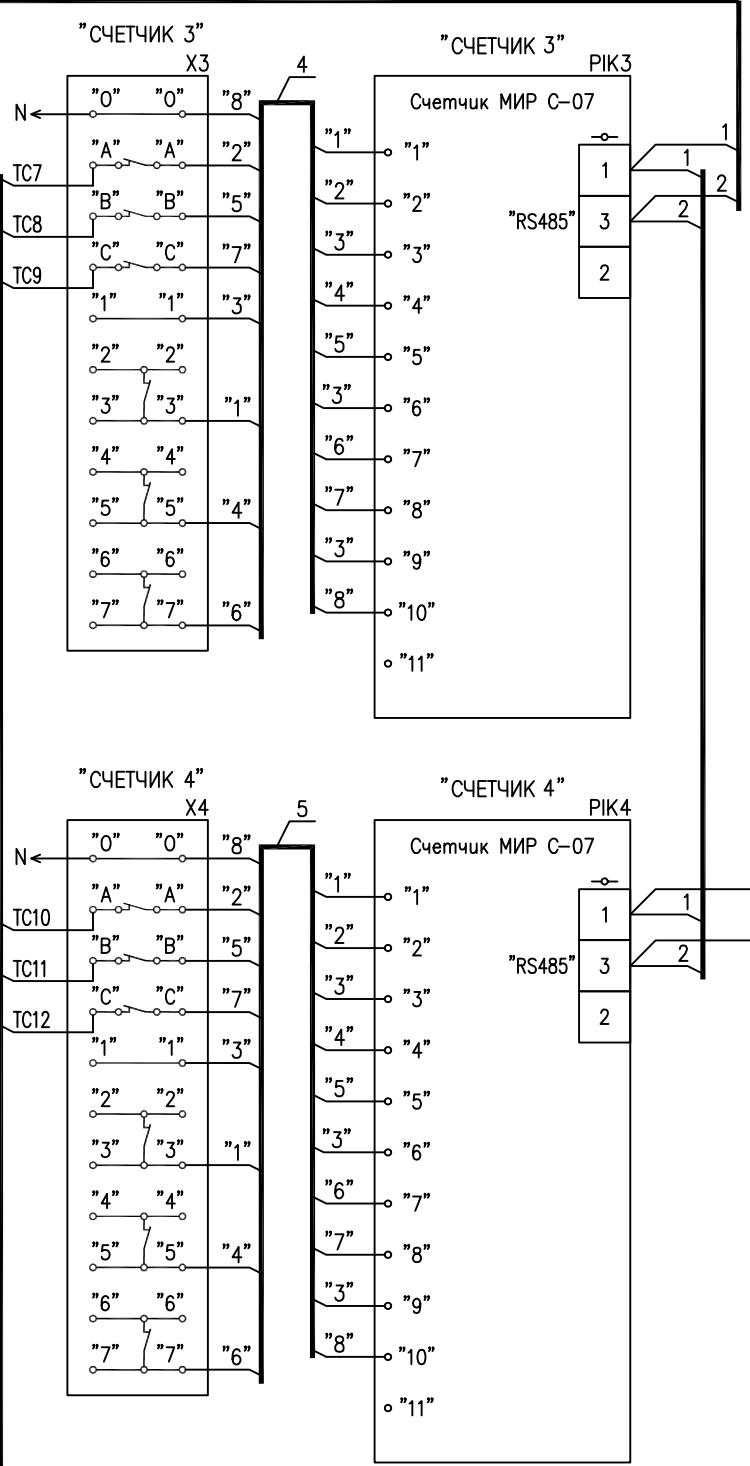 "СЧЕТЧИК 3"
X3
4
"СЧЕТЧИК 3"
PIK3
Счетчик МИР С-07
N
"0" "0" "8"
TC7
"A" "A" "2"
TC8
"B" "B" "5"
TC9
"C" "C" "7"
"1" "1" "3"
"2" "2"
"3" "3" "1"
"4" "4"
"5" "5" "4"
"6" "6"
"7" "7" "6"
"1" "1"
"2" "2"
"3" "3"
"4" "4"
"5" "5"
"3" "6"
"6" "7"
"7" "8"
"3" "9"
"8" "10"
"11"
"RS485"
1
3
2
1
1
2
2
"СЧЕТЧИК 4"
X4
5
"СЧЕТЧИК 4"
PIK4
Счетчик МИР С-07
N
"0" "0" "8"
TC10
"A" "A" "2"
TC11
"B" "B" "5"
TC12
"C" "C" "7"
"1" "1" "3"
"2" "2"
"3" "3" "1"
"4" "4"
"5" "5" "4"
"6" "6"
"7" "7" "6"
"1" "1"
"2" "2"
"3" "3"
"4" "4"
"5" "5"
"3" "6"
"6" "7"
"7" "8"
"3" "9"
"8" "10"
"11"
"RS485"
1
3
2
1
2